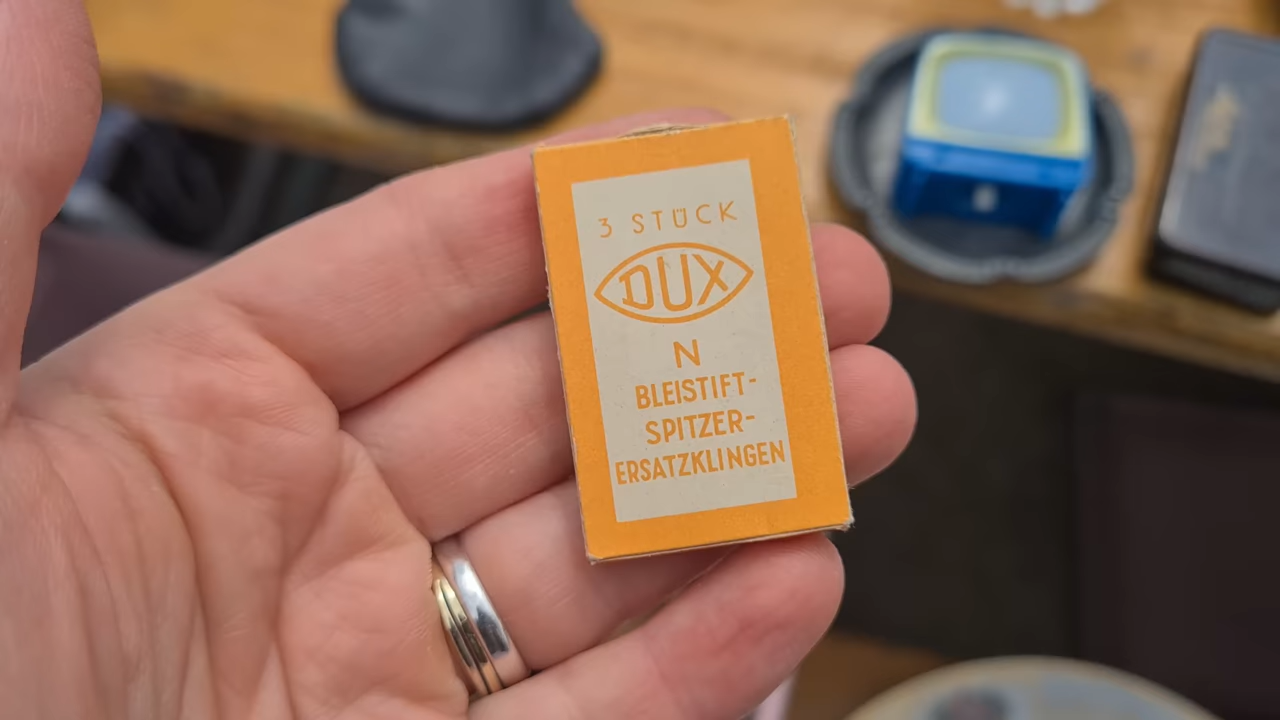 3 STÜCK
DUX
N
BLEISTIFT-
SPITZER-
ERSATZKLINGEN